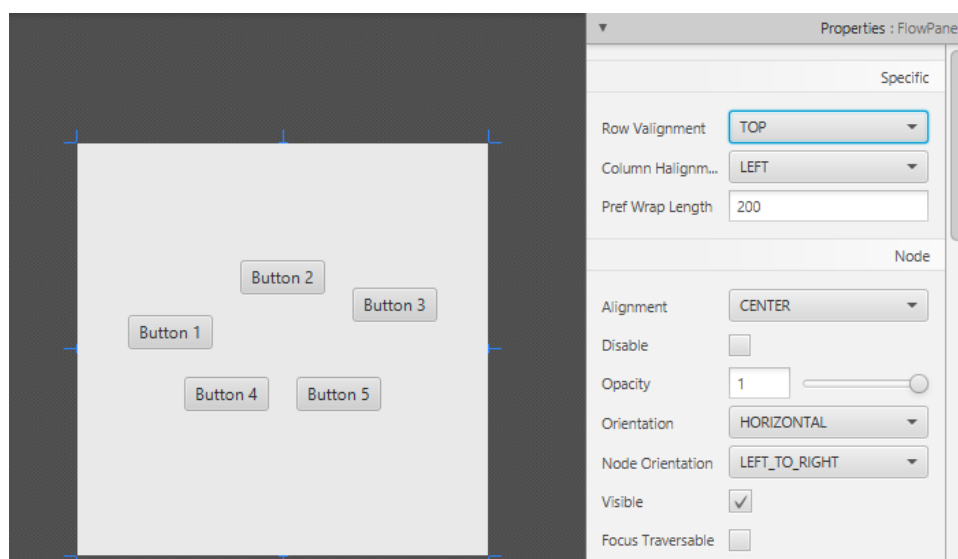 Properties : FlowPane
Specific
Row Valignment TOP
Column Halignm... LEFT
Pref Wrap Length 200
Node
Alignment CENTER
Disable
Opacity 1
Orientation HORIZONTAL
Node Orientation LEFT_TO_RIGHT
Visible
Focus Traversable
Button 2
Button 3
Button 1
Button 4 Button 5